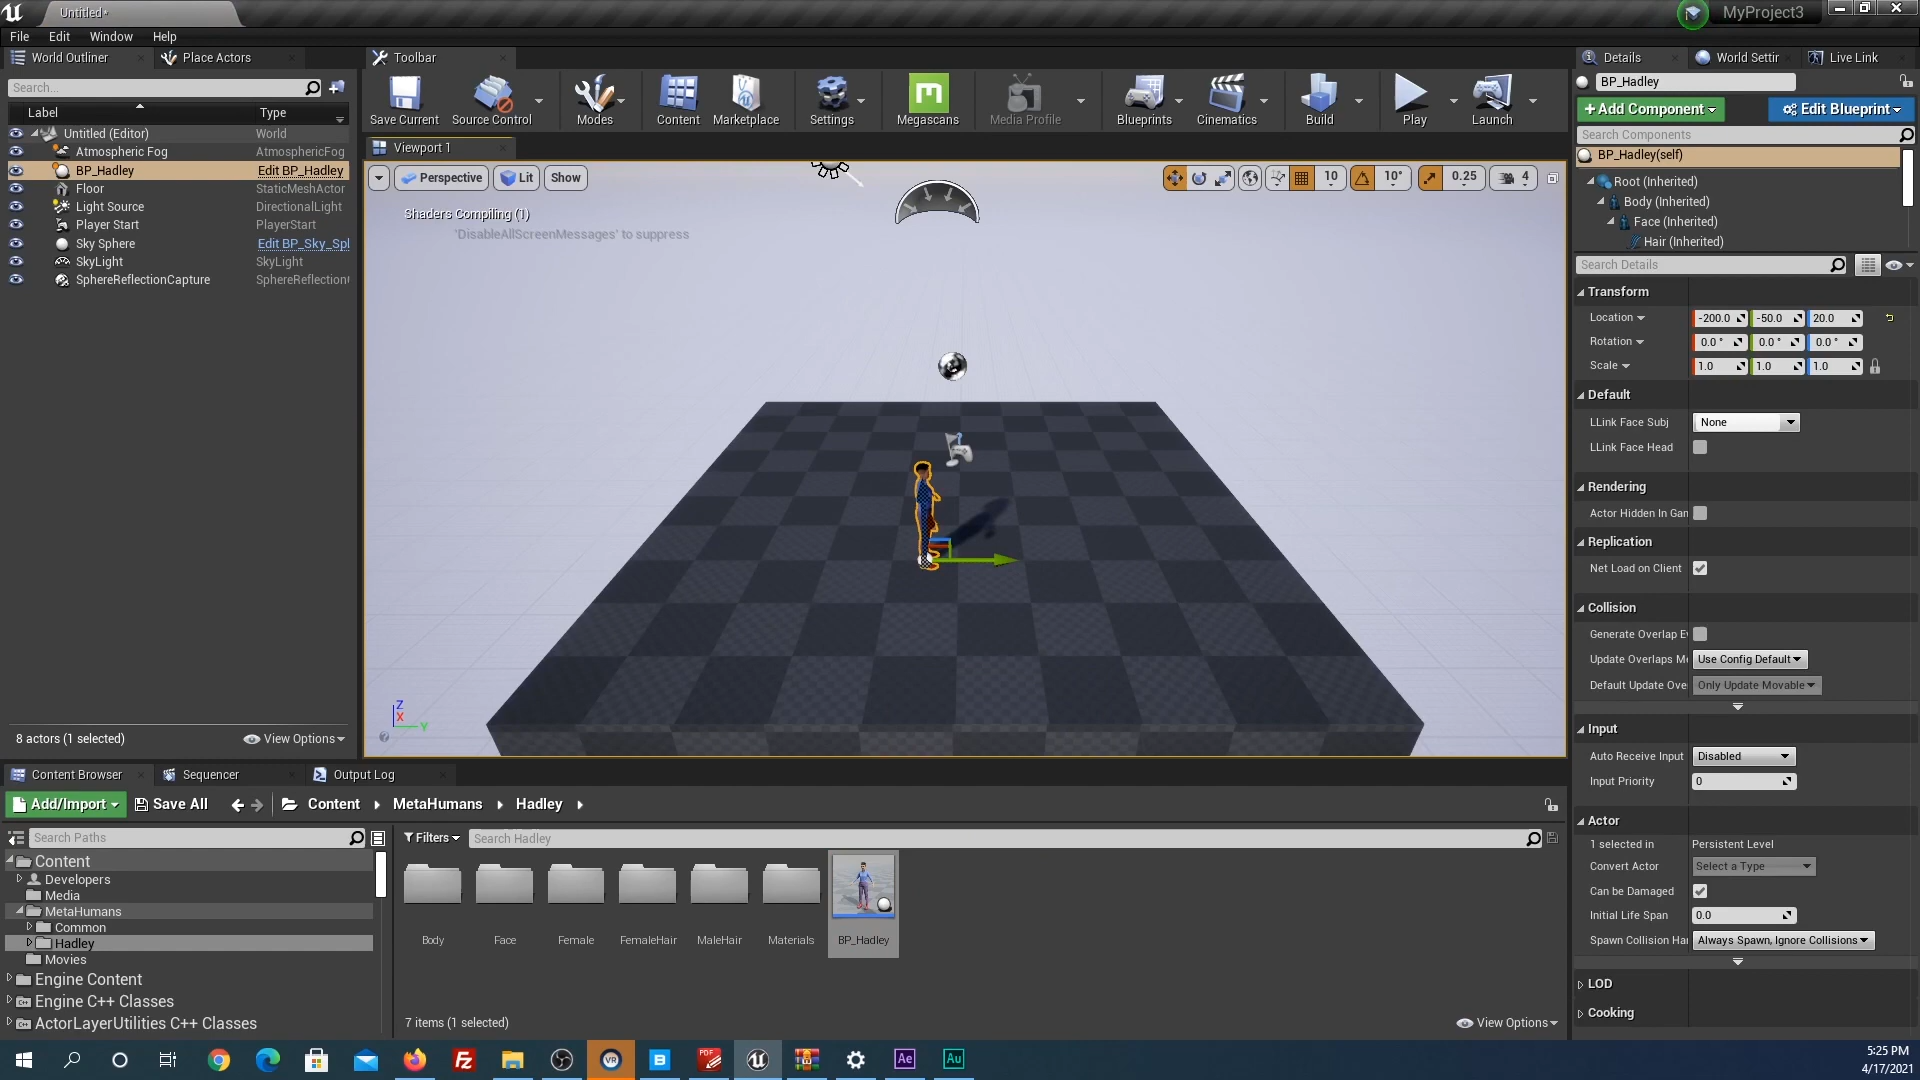 Untitled*
MyProject3
File Edit Window Help
World Outliner
Place Actors
Toolbar
Details
World Settin
Live Link
Search...
Save Current
Source Control
Modes
Content
Marketplace
Settings
Megascans
Media Profile
Blueprints
Cinematics
Build
Play
Launch
BP_Hadley
+Add Component
Edit Blueprint
Search Components
BP_Hadley(self)
Root (Inherited)
Body (Inherited)
Face (Inherited)
Hair (Inherited)
Label Type
Untitled (Editor) World
Atmospheric Fog AtmosphericFog
BP_Hadley Edit BP_Hadley
Floor StaticMeshActor
Light Source DirectionalLight
Player Start PlayerStart
Sky Sphere Edit BP_Sky_Spl
SkyLight SkyLight
SphereReflectionCapture SphereReflection
8 actors (1 selected)
View Options
Viewport 1
Perspective Lit Show
10 10° 0.25 4
Shaders Compiling (1)
'DisableAllScreenMessages' to suppress
Z
X
Y
Search Details
Transform
Location -200.0 -50.0 20.0
Rotation 0.0 ° 0.0 ° 0.0 °
Scale 1.0 1.0 1.0
Default
LLink Face Subj None
LLink Face Head
Rendering
Actor Hidden In Gan
Replication
Net Load on Client
Collision
Generate Overlap Ev
Update Overlaps Me Use Config Default
Default Update Ove Only Update Movable
Input
Auto Receive Input Disabled
Input Priority 0
Actor
1 selected in Persistent Level
Convert Actor Select a Type
Can be Damaged
Initial Life Span 0.0
Spawn Collision Ha Always Spawn, Ignore Collisions
LOD
Cooking
Content Browser
Sequencer
Output Log
Add/Import
Save All
Content
MetaHumans
Hadley
Search Paths
Filters
Search Hadley
Content
Developers
Media
MetaHumans
Common
Hadley
Movies
Engine Content
Engine C++ Classes
ActorLayerUtilities C++ Classes
Body
Face
Female
FemaleHair
MaleHair
Materials
BP_Hadley
7 items (1 selected)
View Options
VR
B
PDF
Ae
Au
5:25 PM
4/17/2021